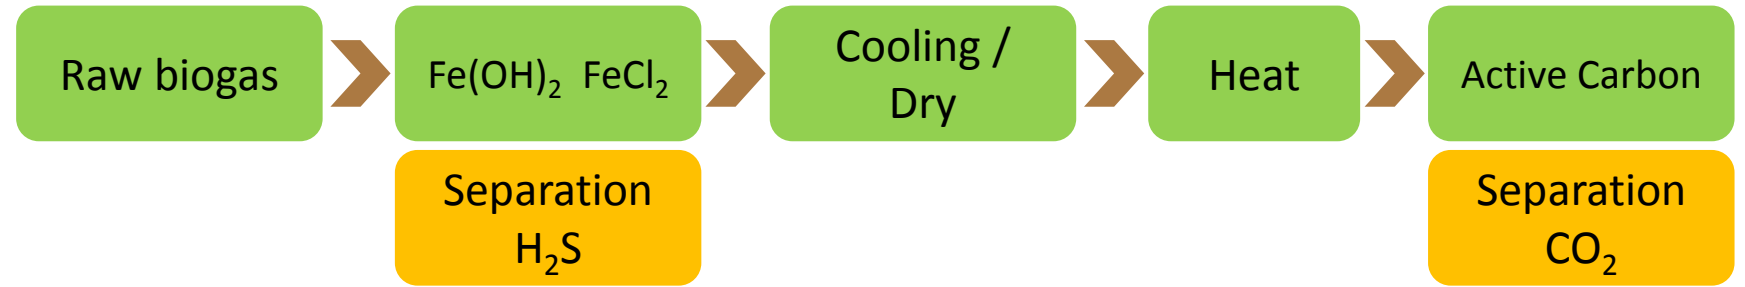 Raw biogas
Fe(OH)₂ FeCl₂
Cooling /
Dry
Heat
Active Carbon
Separation
H₂S
Separation
CO₂